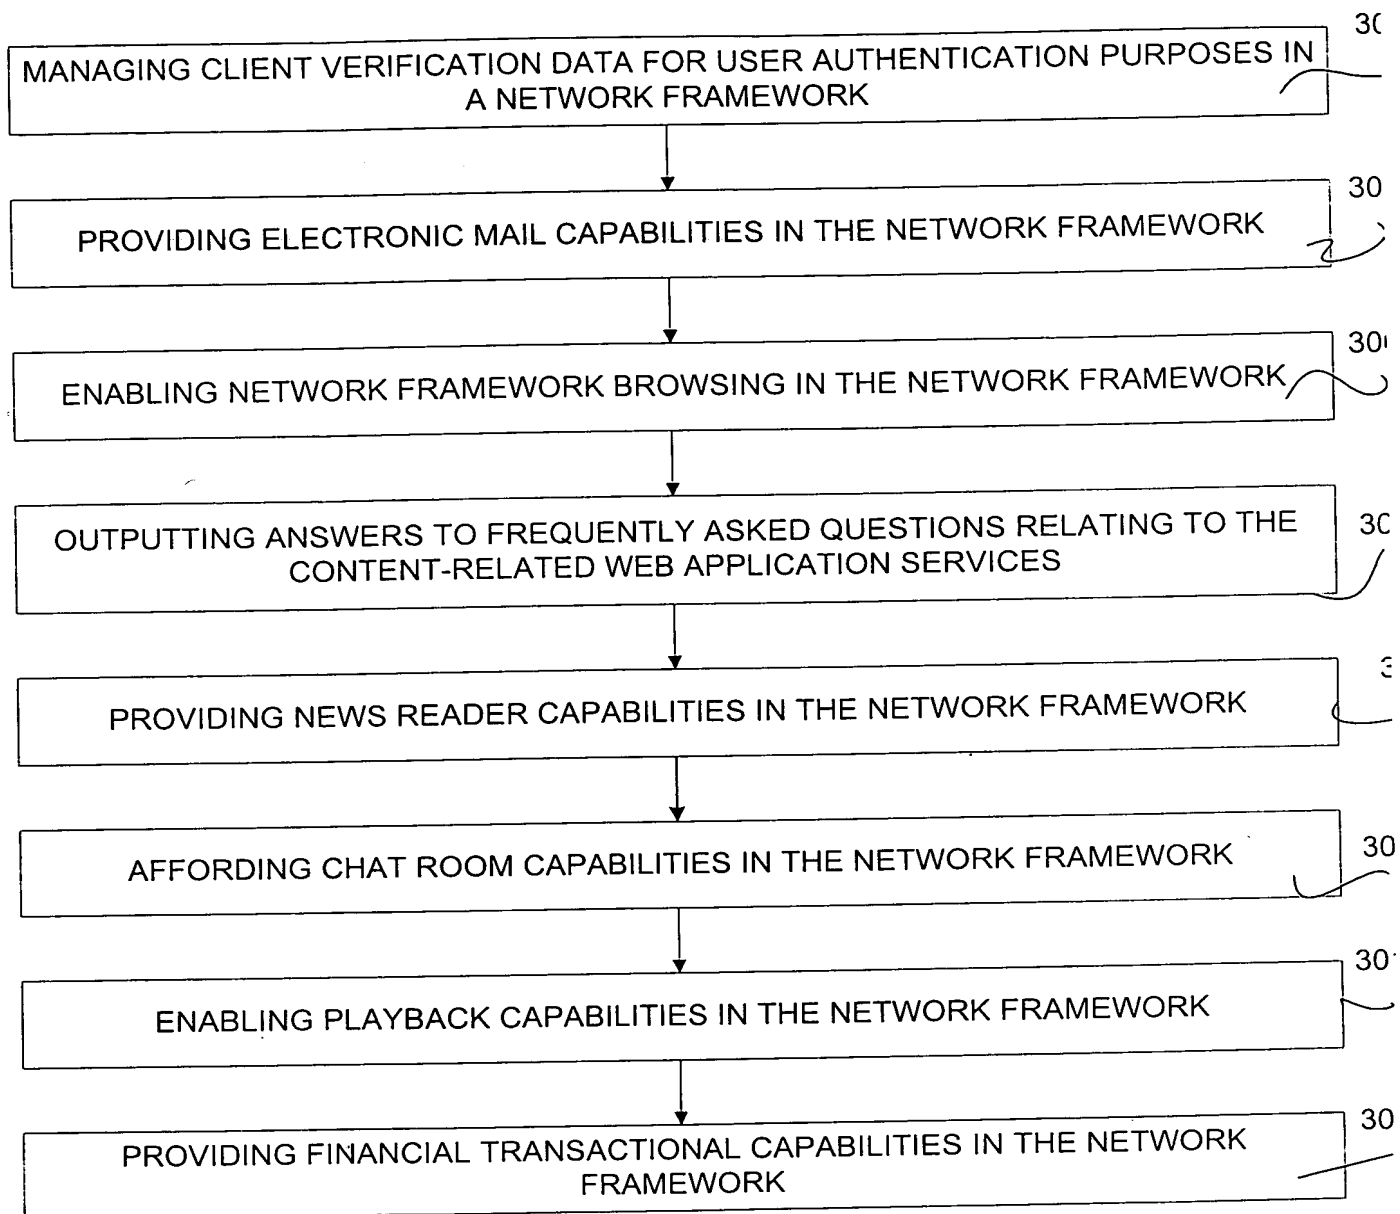 MANAGING CLIENT VERIFICATION DATA FOR USER AUTHENTICATION PURPOSES IN
A NETWORK FRAMEWORK
PROVIDING ELECTRONIC MAIL CAPABILITIES IN THE NETWORK FRAMEWORK
ENABLING NETWORK FRAMEWORK BROWSING IN THE NETWORK FRAMEWORK
OUTPUTTING ANSWERS TO FREQUENTLY ASKED QUESTIONS RELATING TO THE
CONTENT-RELATED WEB APPLICATION SERVICES
PROVIDING NEWS READER CAPABILITIES IN THE NETWORK FRAMEWORK
AFFORDING CHAT ROOM CAPABILITIES IN THE NETWORK FRAMEWORK
ENABLING PLAYBACK CAPABILITIES IN THE NETWORK FRAMEWORK
PROVIDING FINANCIAL TRANSACTIONAL CAPABILITIES IN THE NETWORK
FRAMEWORK